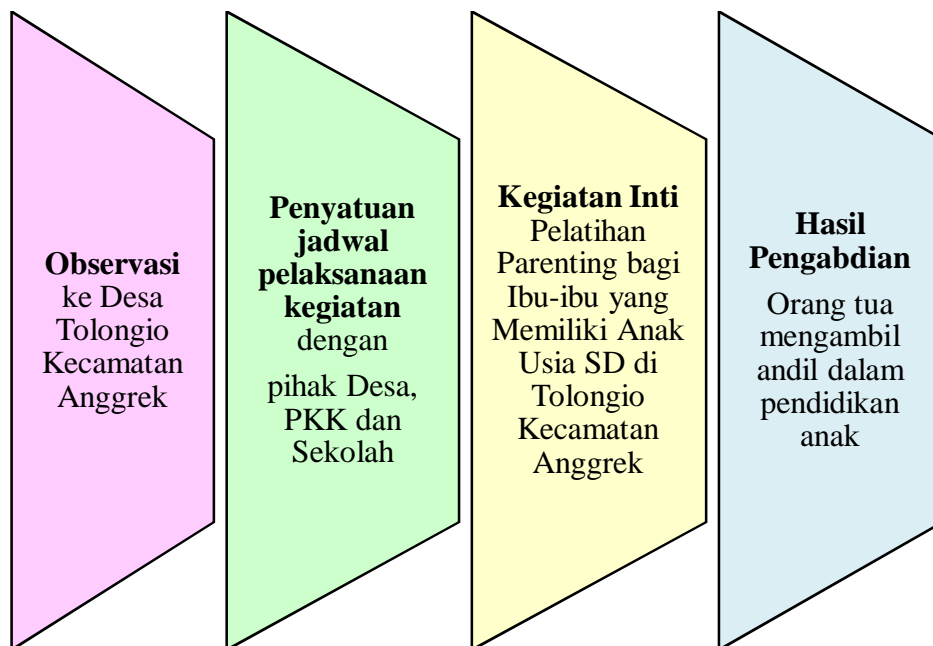 Observasi
ke Desa
Tolongio
Kecamatan
Anggrek
Penyatuan
jadwal
pelaksanaan
kegiatan
dengan
pihak Desa,
PKK dan
Sekolah
Kegiatan Inti
Pelatihan
Parenting bagi
Ibu-ibu yang
Memiliki Anak
Usia SD di
Tolongio
Kecamatan
Anggrek
Hasil
Pengabdian
Orang tua
mengambil
andil dalam
pendidikan
anak